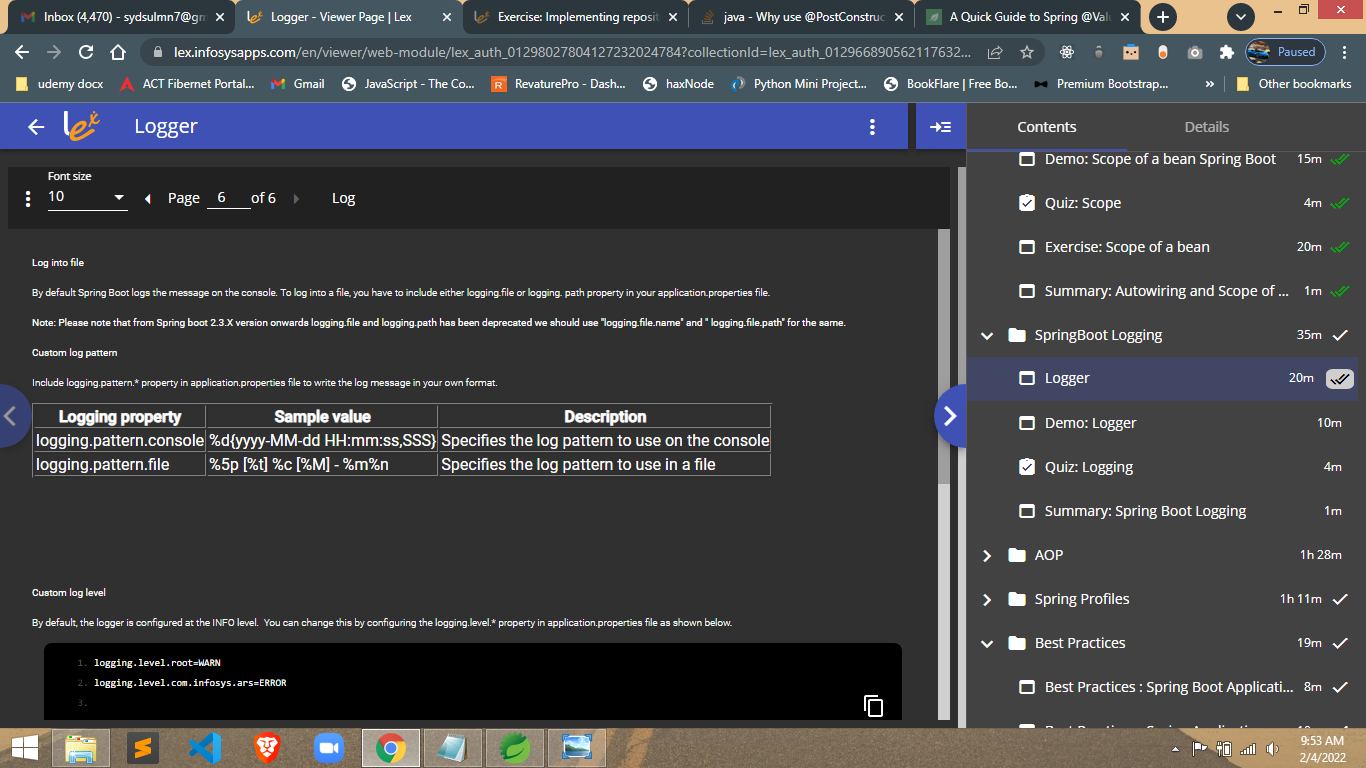 Inbox (4,470) - sydsulmn7@gm
Logger - Viewer Page | Lex
Exercise: Implementing reposit
java - Why use @PostConstruc
A Quick Guide to Spring @Valu
lex.infosysapps.com/en/viewer/web-module/lex_auth_012980278041272320247​84?collectionId=lex_auth_012966890562117632...
Paused
udemy docx
ACT Fibernet Portal...
Gmail
JavaScript - The Co...
RevaturePro - Dash...
haxNode
Python Mini Project...
BookFlare | Free Bo...
Premium Bootstrap...
»
Other bookmarks
lex
Logger
Font size
10
Page 6 of 6
Log
Log into file
By default Spring Boot logs the message on the console. To log into a file, you have to include either logging.file or logging. path property in your application.properties file.
Note: Please note that from Spring boot 2.3.X version onwards logging.file and logging.path has been deprecated we should use "logging.file.name" and " logging.file.path" for the same.
Custom log pattern
Include logging.pattern.* property in application.properties file to write the log message in your own format.
Logging property Sample value Description
logging.pattern.console %d{yyyy-MM-dd HH:mm:ss,SSS} Specifies the log pattern to use on the console
logging.pattern.file %5p [%t] %c [%M] - %m%n Specifies the log pattern to use in a file
Custom log level
By default, the logger is configured at the INFO level.  You can change this by configuring the logging.level.* property in application.properties file as shown below.
1. logging.level.root=WARN
2. logging.level.com.infosys.ars=ERROR
3.
Contents
Details
Demo: Scope of a bean Spring Boot 15m
Quiz: Scope 4m
Exercise: Scope of a bean 20m
Summary: Autowiring and Scope of ... 1m
SpringBoot Logging 35m
Logger 20m
Demo: Logger 10m
Quiz: Logging 4m
Summary: Spring Boot Logging 1m
AOP 1h 28m
Spring Profiles 1h 11m
Best Practices 19m
Best Practices : Spring Boot Applicati... 8m
9:53 AM
2/4/2022